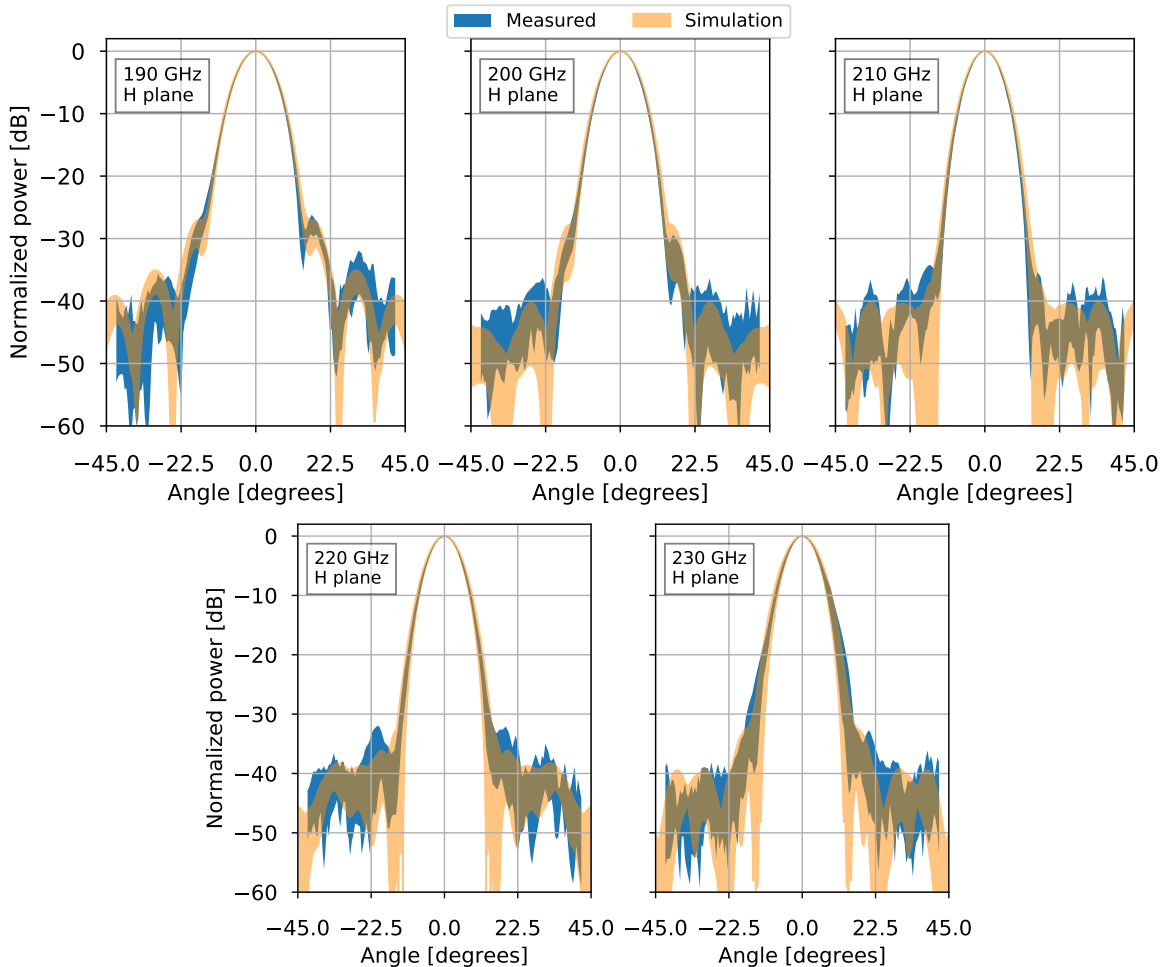 Measured Simulation
190 GHz
H plane
200 GHz
H plane
210 GHz
H plane
0
−10
−20
−30
−40
−50
−60
Normalized power [dB]
−45.0 −22.5 0.0 22.5 45.0
−45.0 −22.5 0.0 22.5 45.0
−45.0 −22.5 0.0 22.5 45.0
Angle [degrees]
Angle [degrees]
Angle [degrees]
220 GHz
H plane
230 GHz
H plane
0
−10
−20
−30
−40
−50
−60
Normalized power [dB]
Normalized power [dB]
−45.0 −22.5 0.0 22.5 45.0
−45.0 −22.5 0.0 22.5 45.0
Angle [degrees]
Angle [degrees]